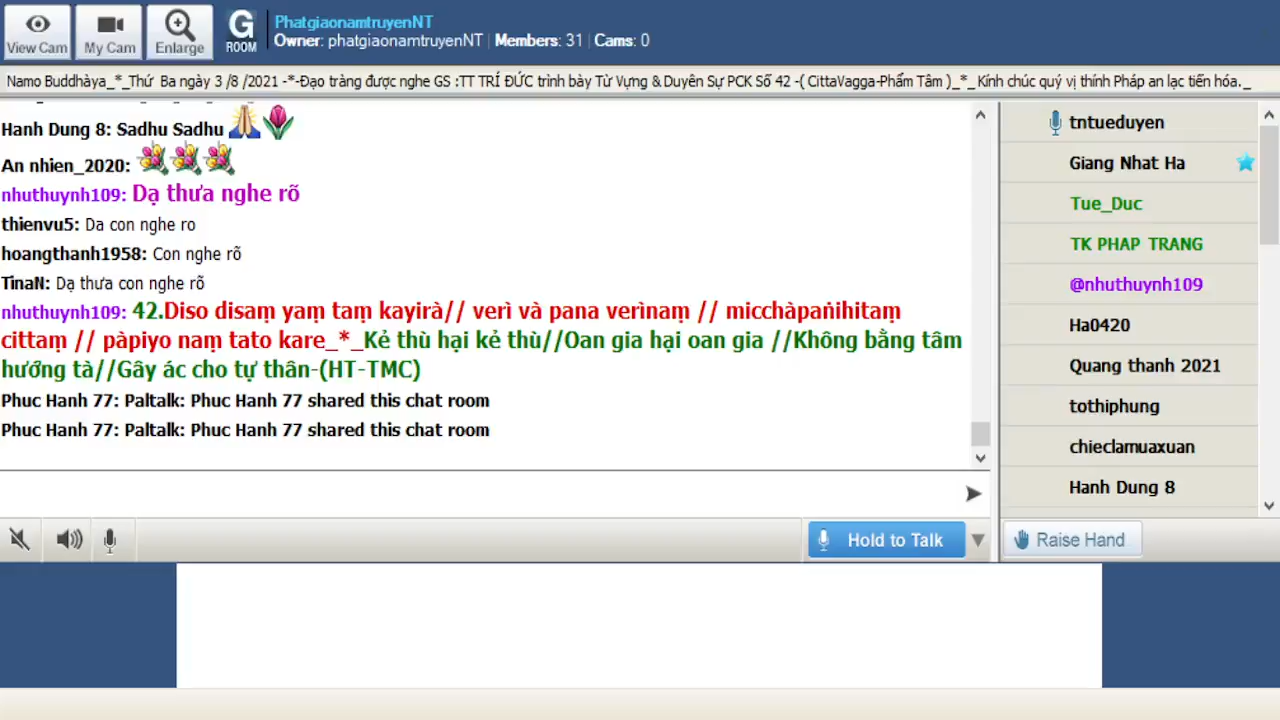 View Cam
My Cam
Enlarge
G
ROOM
PhatgiaonamtruyenNT
Owner: phatgiaonamtruyenNT | Members: 31 | Cams: 0
Namo Buddhàya_*_Thứ Ba ngày 3 /8 /2021 -*-Đạo tràng được nghe GS :TT TRÍ ĐỨC trình bày Từ Vựng & Duyên Sự PCK Số 42 -( CittaVagga-Phẩm Tâm )_*_Kính chúc quý vị thính Pháp an lạc tiến hóa._
Hanh Dung 8: Sadhu Sadhu
An nhien_2020:
nhuthuynh109: Dạ thưa nghe rõ
thienvu5: Da con nghe ro
hoangthanh1958: Con nghe rõ
TinaN: Dạ thưa con nghe rõ
nhuthuynh109: 42.Diso disaṃ yaṃ taṃ kayirà// verì và pana verìnaṃ // micchàpaṅihitaṃ
cittaṃ // pàpiyo naṃ tato kare_*_Kẻ thù hại kẻ thù//Oan gia hại oan gia //Không bằng tâm
hướng tà//Gây ác cho tự thân-(HT-TMC)
Phuc Hanh 77: Paltalk: Phuc Hanh 77 shared this chat room
Phuc Hanh 77: Paltalk: Phuc Hanh 77 shared this chat room
tntueduyen
Giang Nhat Ha
Tue_Duc
TK PHAP TRANG
@nhuthuynh109
Ha0420
Quang thanh 2021
tothiphung
chieclamuaxuan
Hanh Dung 8
Hold to Talk
Raise Hand